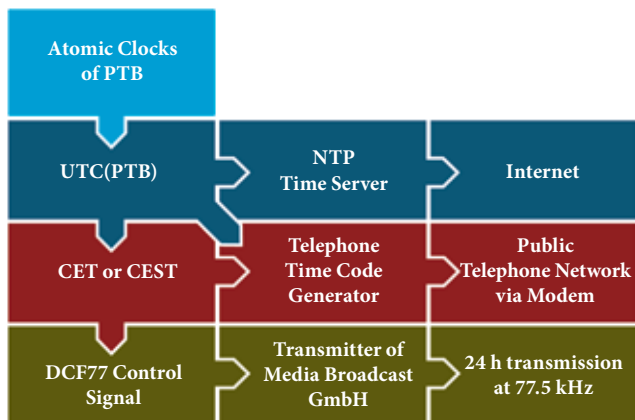 Atomic Clocks
of PTB
UTC(PTB)
NTP
Time Server
Internet
CET or CEST
Telephone
Time Code
Generator
Public
Telephone Network
via Modem
DCF77 Control
Signal
Transmitter of
Media Broadcast
GmbH
24 h transmission
at 77.5 kHz